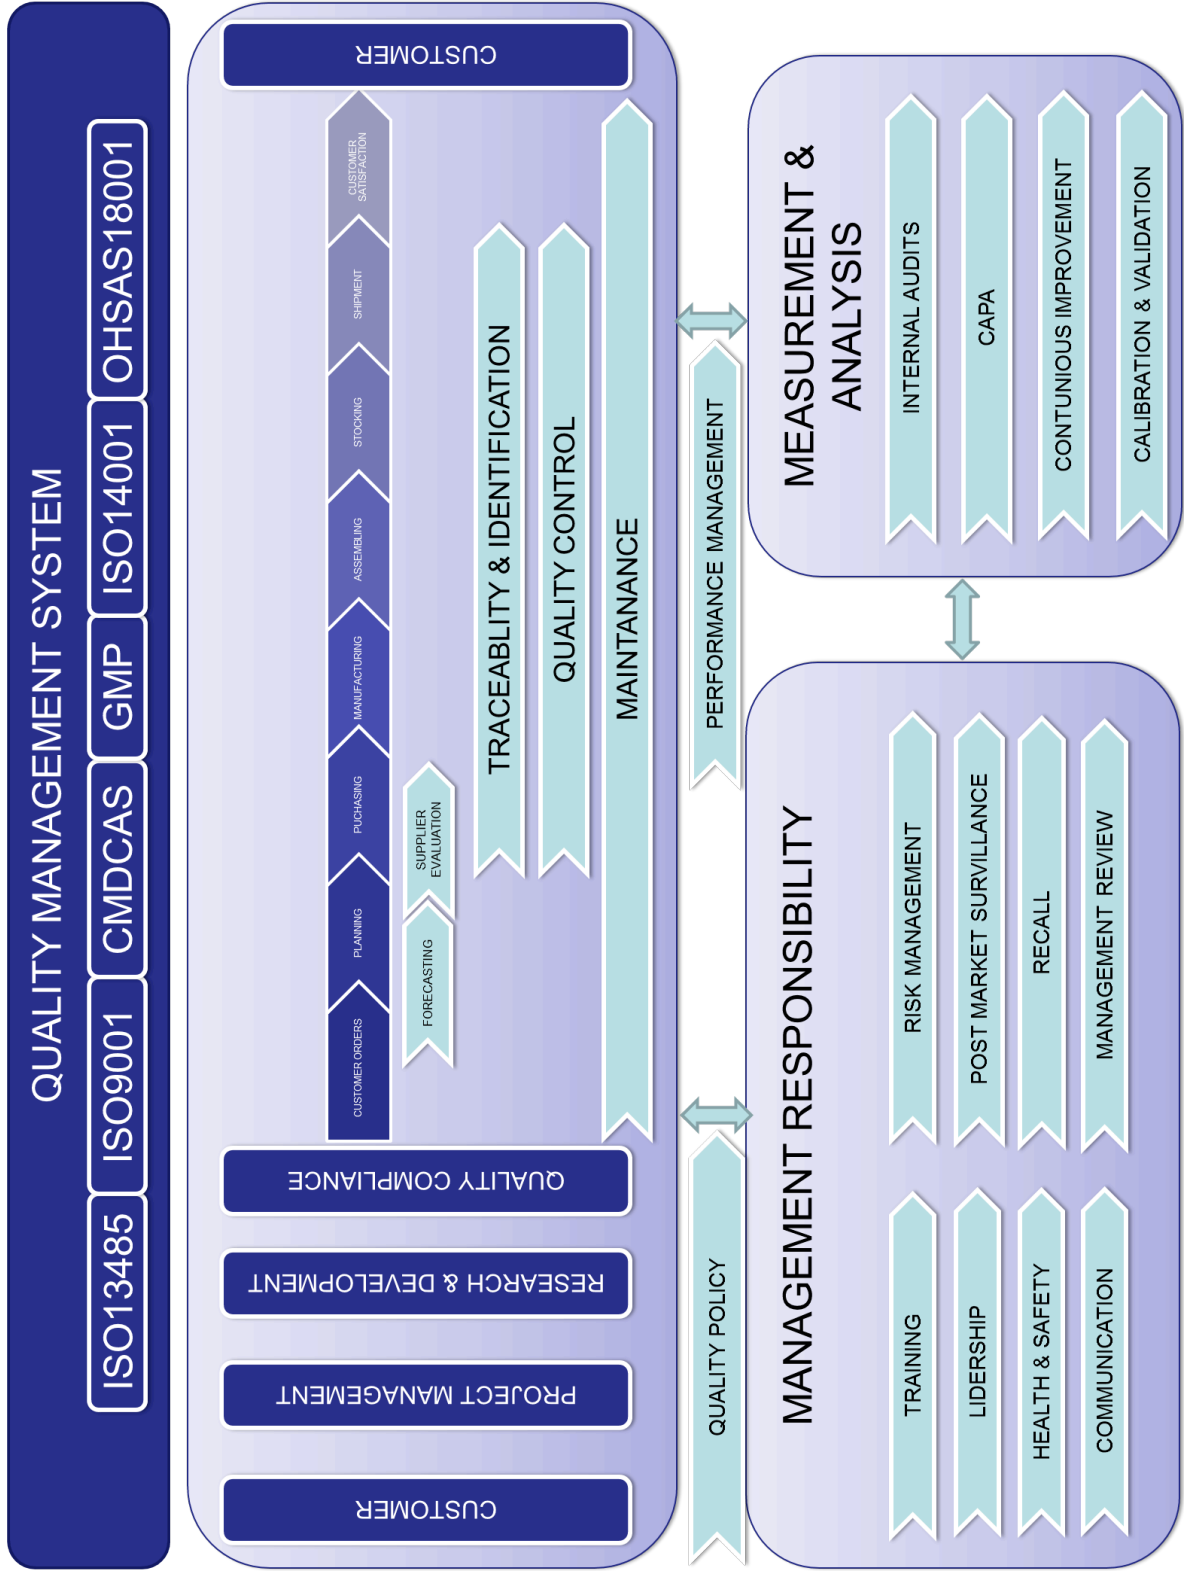 QUALITY MANAGEMENT SYSTEM
ISO13485
ISO9001
CMDCAS
GMP
ISO14001
OHSAS18001
CUSTOMER
PROJECT MANAGEMENT
RESEARCH & DEVELOPMENT
QUALITY COMPLIANCE
CUSTOMER ORDERS
PLANNING
PUCHASING
MANUFACTURING
ASSEMBLING
STOCKING
SHIPMENT
CUSTOMER
SATISFACTION
CUSTOMER
FORECASTING
SUPPLIER
EVALUATION
TRACEABLITY & IDENTIFICATION
QUALITY CONTROL
MAINTANANCE
QUALITY POLICY
PERFORMANCE MANAGEMENT
MANAGEMENT RESPONSIBILITY
TRAINING
LIDERSHIP
HEALTH & SAFETY
COMMUNICATION
RISK MANAGEMENT
POST MARKET SURVILLANCE
RECALL
MANAGEMENT REVIEW
MEASUREMENT &
ANALYSIS
INTERNAL AUDITS
CAPA
CONTUNIOUS IMPROVEMENT
CALIBRATION & VALIDATION